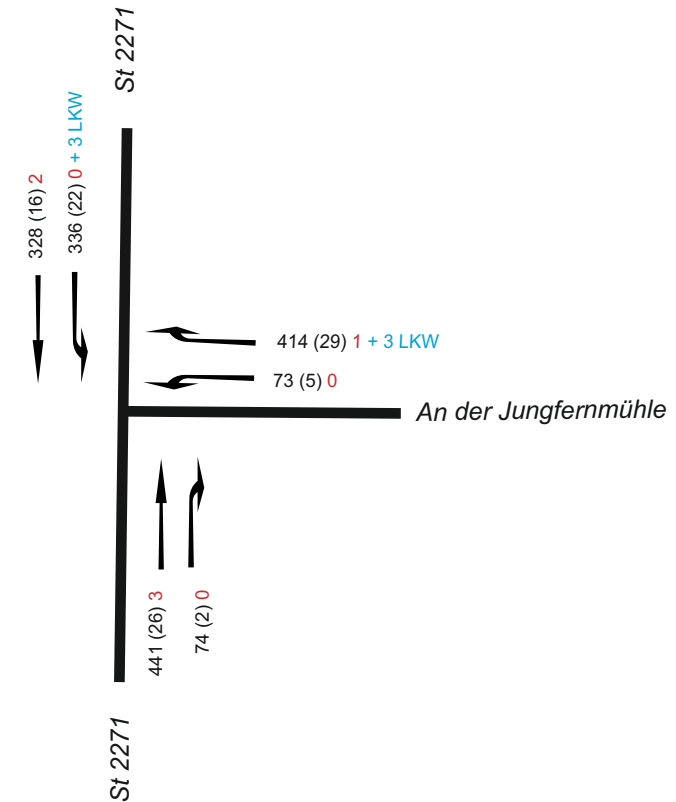 St 2271
328 (16) 2
336 (22) 0 + 3 LKW
414 (29) 1 + 3 LKW
73 (5) 0
An der Jungfernmühle
441 (26) 3
74 (2) 0
St 2271